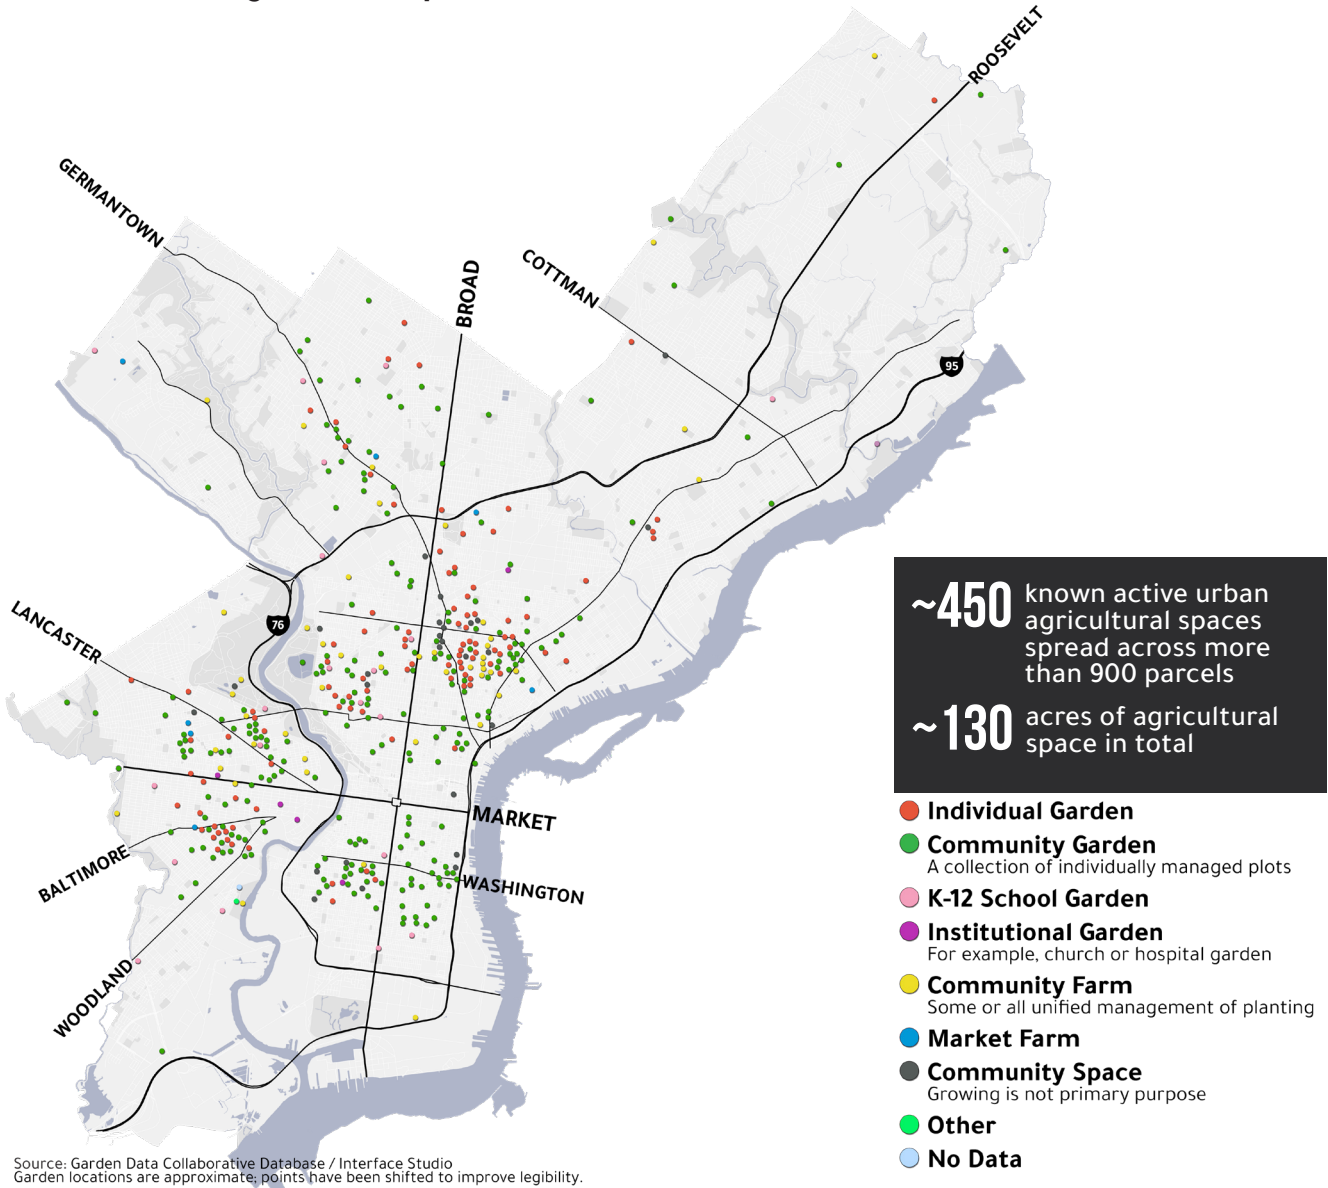 ROOSEVELT
GERMANTOWN
BROAD
COTTMAN
95
LANCASTER
76
~450 known active urban
agricultural spaces
spread across more
than 900 parcels
~130 acres of agricultural
space in total
MARKET
BALTIMORE
WASHINGTON
WOODLAND
Individual Garden
Community Garden
A collection of individually managed plots
K-12 School Garden
Institutional Garden
For example, church or hospital garden
Community Farm
Some or all unified management of planting
Market Farm
Community Space
Growing is not primary purpose
Other
No Data
Source: Garden Data Collaborative Database / Interface Studio
Garden locations are approximate; points have been shifted to improve legibility.